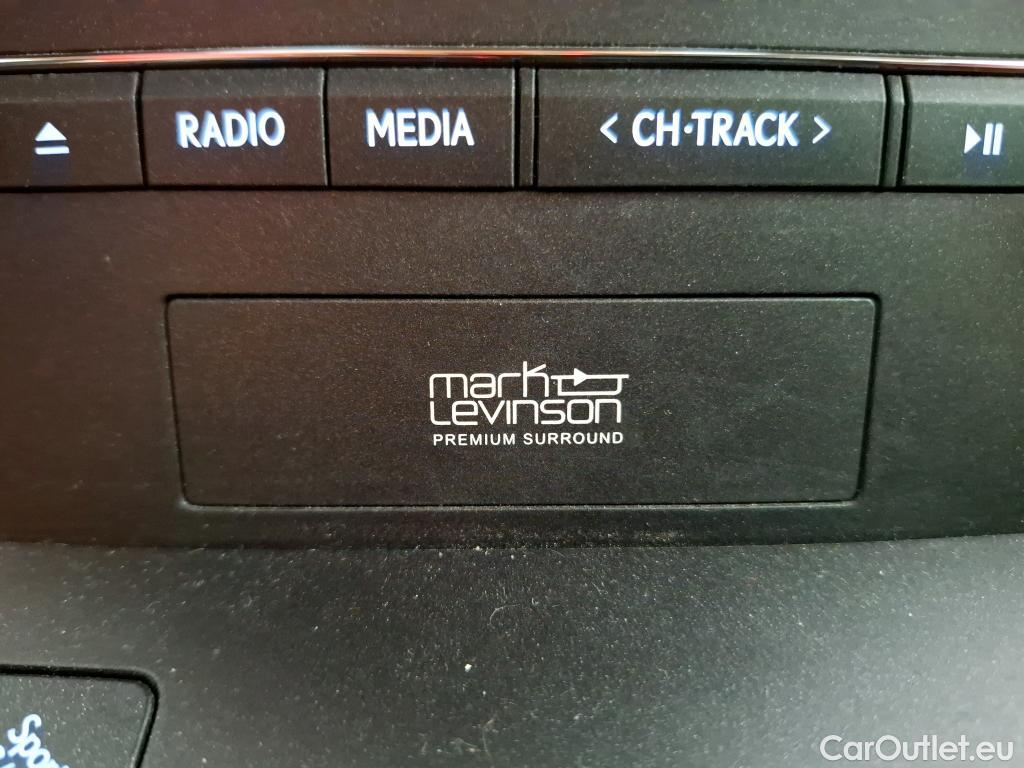 RADIO MEDIA < CH·TRACK >
mark
Levinson
PREMIUM SURROUND
CarOutlet.eu